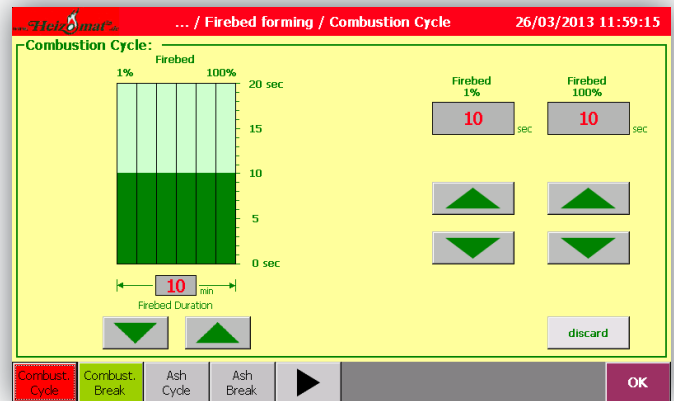 Heizomat
... / Firebed forming / Combustion Cycle
26/03/2013 11:59:15
Combustion Cycle:
Firebed
1% 100%
20 sec
15
10
5
0 sec
10 min
Firebed Duration
Firebed
1%
10 sec
Firebed
100%
10 sec
discard
Combust.
Cycle
Combust.
Break
Ash
Cycle
Ash
Break
OK